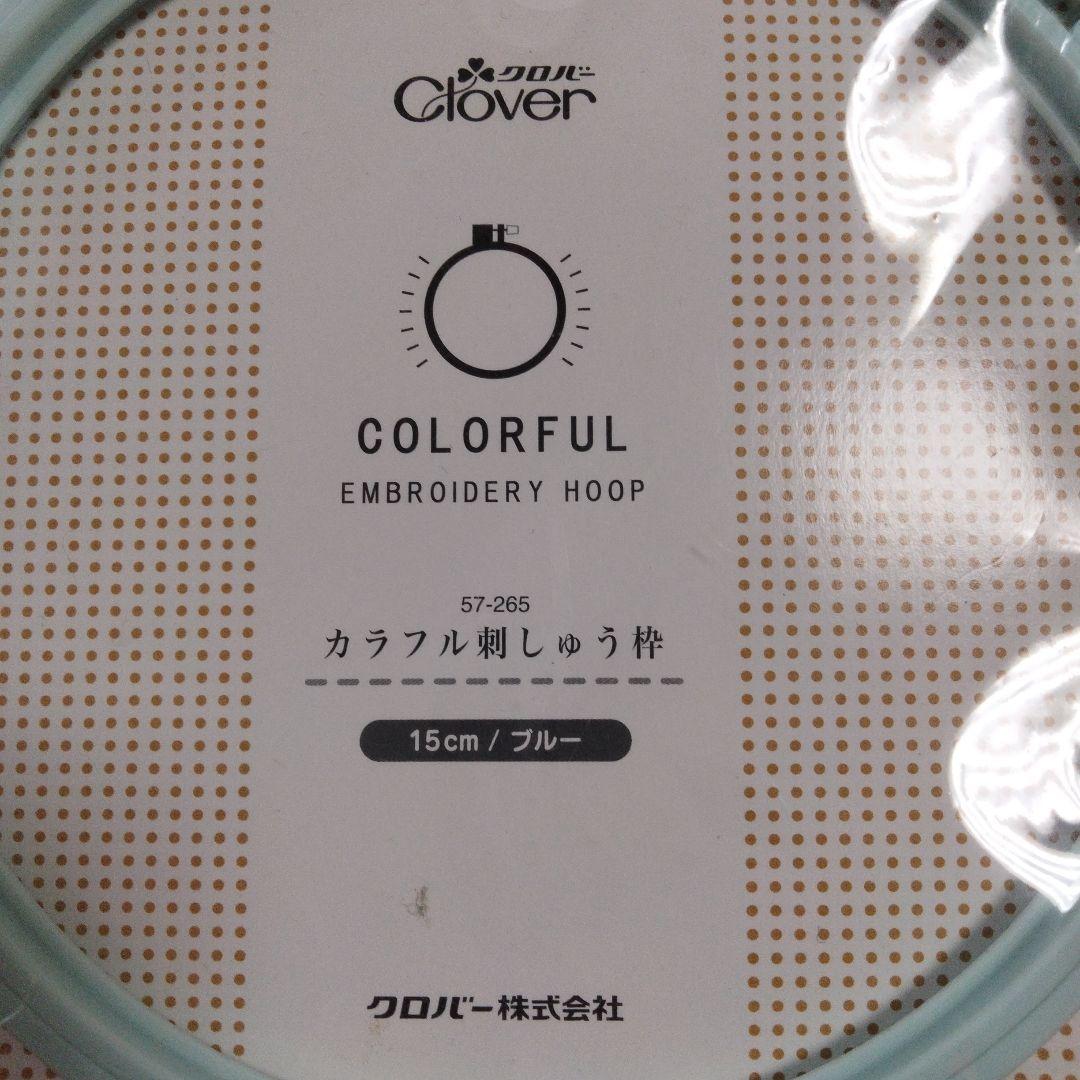 クロバー
Clover
COLORFUL
EMBROIDERY HOOP
57-265
カラフル刺しゅう枠
15cm / ブルー
クロバー株式会社